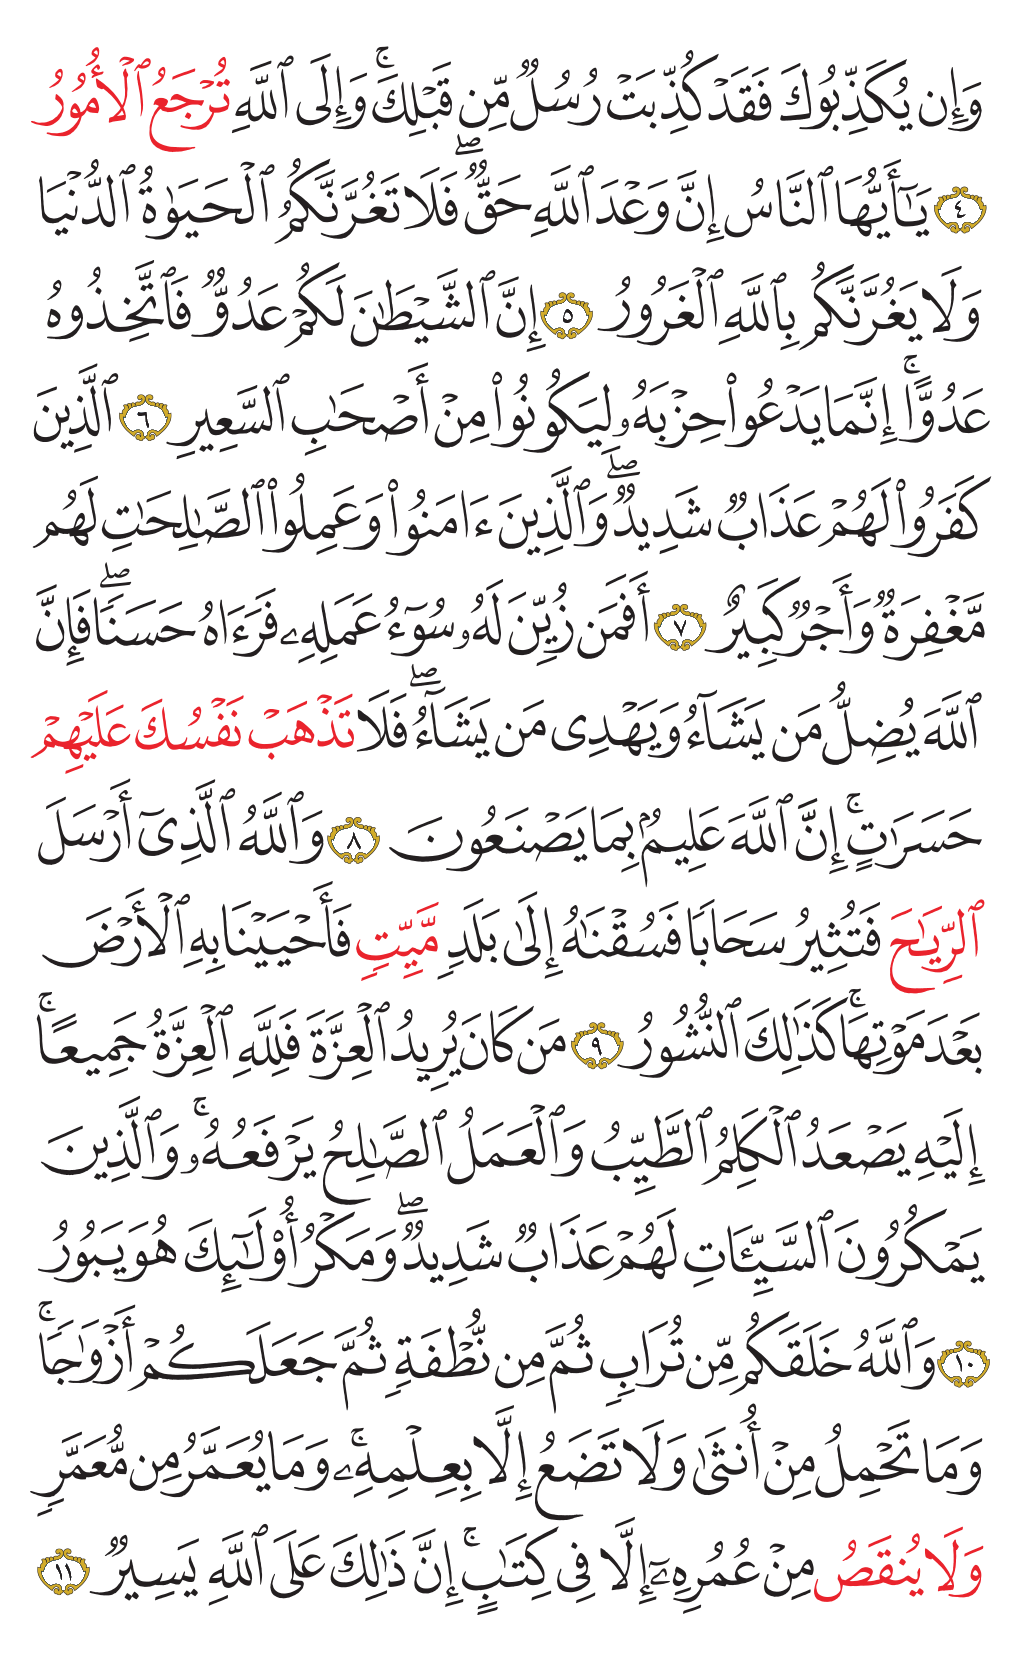 وَإِن يُكَذِّبُوكَ فَقَدْ كُذِّبَتْ رُسُلٌ مِّن قَبْلِكَۚ وَإِلَى ٱللَّهِ تُرْجَعُ ٱلْأُمُورُ
٤ يَٰٓأَيُّهَا ٱلنَّاسُ إِنَّ وَعْدَ ٱللَّهِ حَقٌّۖ فَلَا تَغُرَّنَّكُمُ ٱلْحَيَوٰةُ ٱلدُّنْيَا
وَلَا يَغُرَّنَّكُم بِٱللَّهِ ٱلْغَرُورُ ٥ إِنَّ ٱلشَّيْطَٰنَ لَكُمْ عَدُوٌّ فَٱتَّخِذُوهُ
عَدُوًّاۚ إِنَّمَا يَدْعُوا۟ حِزْبَهُۥ لِيَكُونُوا۟ مِنْ أَصْحَٰبِ ٱلسَّعِيرِ ٦ ٱلَّذِينَ
كَفَرُوا۟ لَهُمْ عَذَابٌ شَدِيدٌۖ وَٱلَّذِينَ ءَامَنُوا۟ وَعَمِلُوا۟ ٱلصَّٰلِحَٰتِ لَهُم
مَّغْفِرَةٌ وَأَجْرٌ كَبِيرٌ ٧ أَفَمَن زُيِّنَ لَهُۥ سُوٓءُ عَمَلِهِۦ فَرَءَاهُ حَسَنًاۖ فَإِنَّ
ٱللَّهَ يُضِلُّ مَن يَشَآءُ وَيَهْدِى مَن يَشَآءُۖ فَلَا تَذْهَبْ نَفْسُكَ عَلَيْهِمْ
حَسَرَٰتٍۚ إِنَّ ٱللَّهَ عَلِيمٌۢ بِمَا يَصْنَعُونَ ٨ وَٱللَّهُ ٱلَّذِىٓ أَرْسَلَ
ٱلرِّيَٰحَ فَتُثِيرُ سَحَابًا فَسُقْنَٰهُ إِلَىٰ بَلَدٍ مَّيِّتٍ فَأَحْيَيْنَا بِهِ ٱلْأَرْضَ
بَعْدَ مَوْتِهَاۚ كَذَٰلِكَ ٱلنُّشُورُ ٩ مَن كَانَ يُرِيدُ ٱلْعِزَّةَ فَلِلَّهِ ٱلْعِزَّةُ جَمِيعًاۚ
إِلَيْهِ يَصْعَدُ ٱلْكَلِمُ ٱلطَّيِّبُ وَٱلْعَمَلُ ٱلصَّٰلِحُ يَرْفَعُهُۥۚ وَٱلَّذِينَ
يَمْكُرُونَ ٱلسَّيِّـَٔاتِ لَهُمْ عَذَابٌ شَدِيدٌۖ وَمَكْرُ أُو۟لَٰٓئِكَ هُوَ يَبُورُ
١٠ وَٱللَّهُ خَلَقَكُم مِّن تُرَابٍ ثُمَّ مِن نُّطْفَةٍ ثُمَّ جَعَلَكُمْ أَزْوَٰجًاۚ
وَمَا تَحْمِلُ مِنْ أُنثَىٰ وَلَا تَضَعُ إِلَّا بِعِلْمِهِۦۚ وَمَا يُعَمَّرُ مِن مُّعَمَّرٍ
وَلَا يُنقَصُ مِنْ عُمُرِهِۦٓ إِلَّا فِى كِتَٰبٍۚ إِنَّ ذَٰلِكَ عَلَى ٱللَّهِ يَسِيرٌ ١١